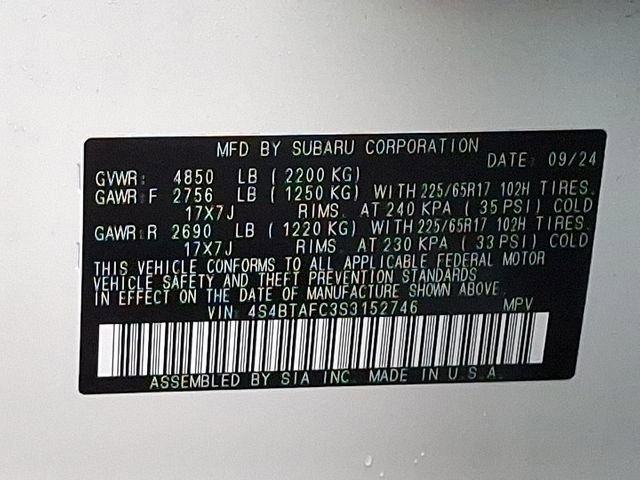 MFD BY SUBARU CORPORATION
DATE: 09/24
GVWR: 4850 LB (2200 KG)
GAWR:F 2756 LB (1250 KG) WITH 225/65R17 102H TIRES.
17X7J RIMS. AT 240 KPA (35 PSI) COLD
GAWR:R 2690 LB (1220 KG) WITH 225/65R17 102H TIRES.
17X7J RIMS. AT 230 KPA (33 PSI) COLD
THIS VEHICLE CONFORMS TO ALL APPLICABLE FEDERAL MOTOR
VEHICLE SAFETY AND THEFT PREVENTION STANDARDS
IN EFFECT ON THE DATE OF MANUFACTURE SHOWN ABOVE.
VIN: 4S4BTAFC3S3152746 MPV
ASSEMBLED BY SIA INC. MADE IN U.S.A.